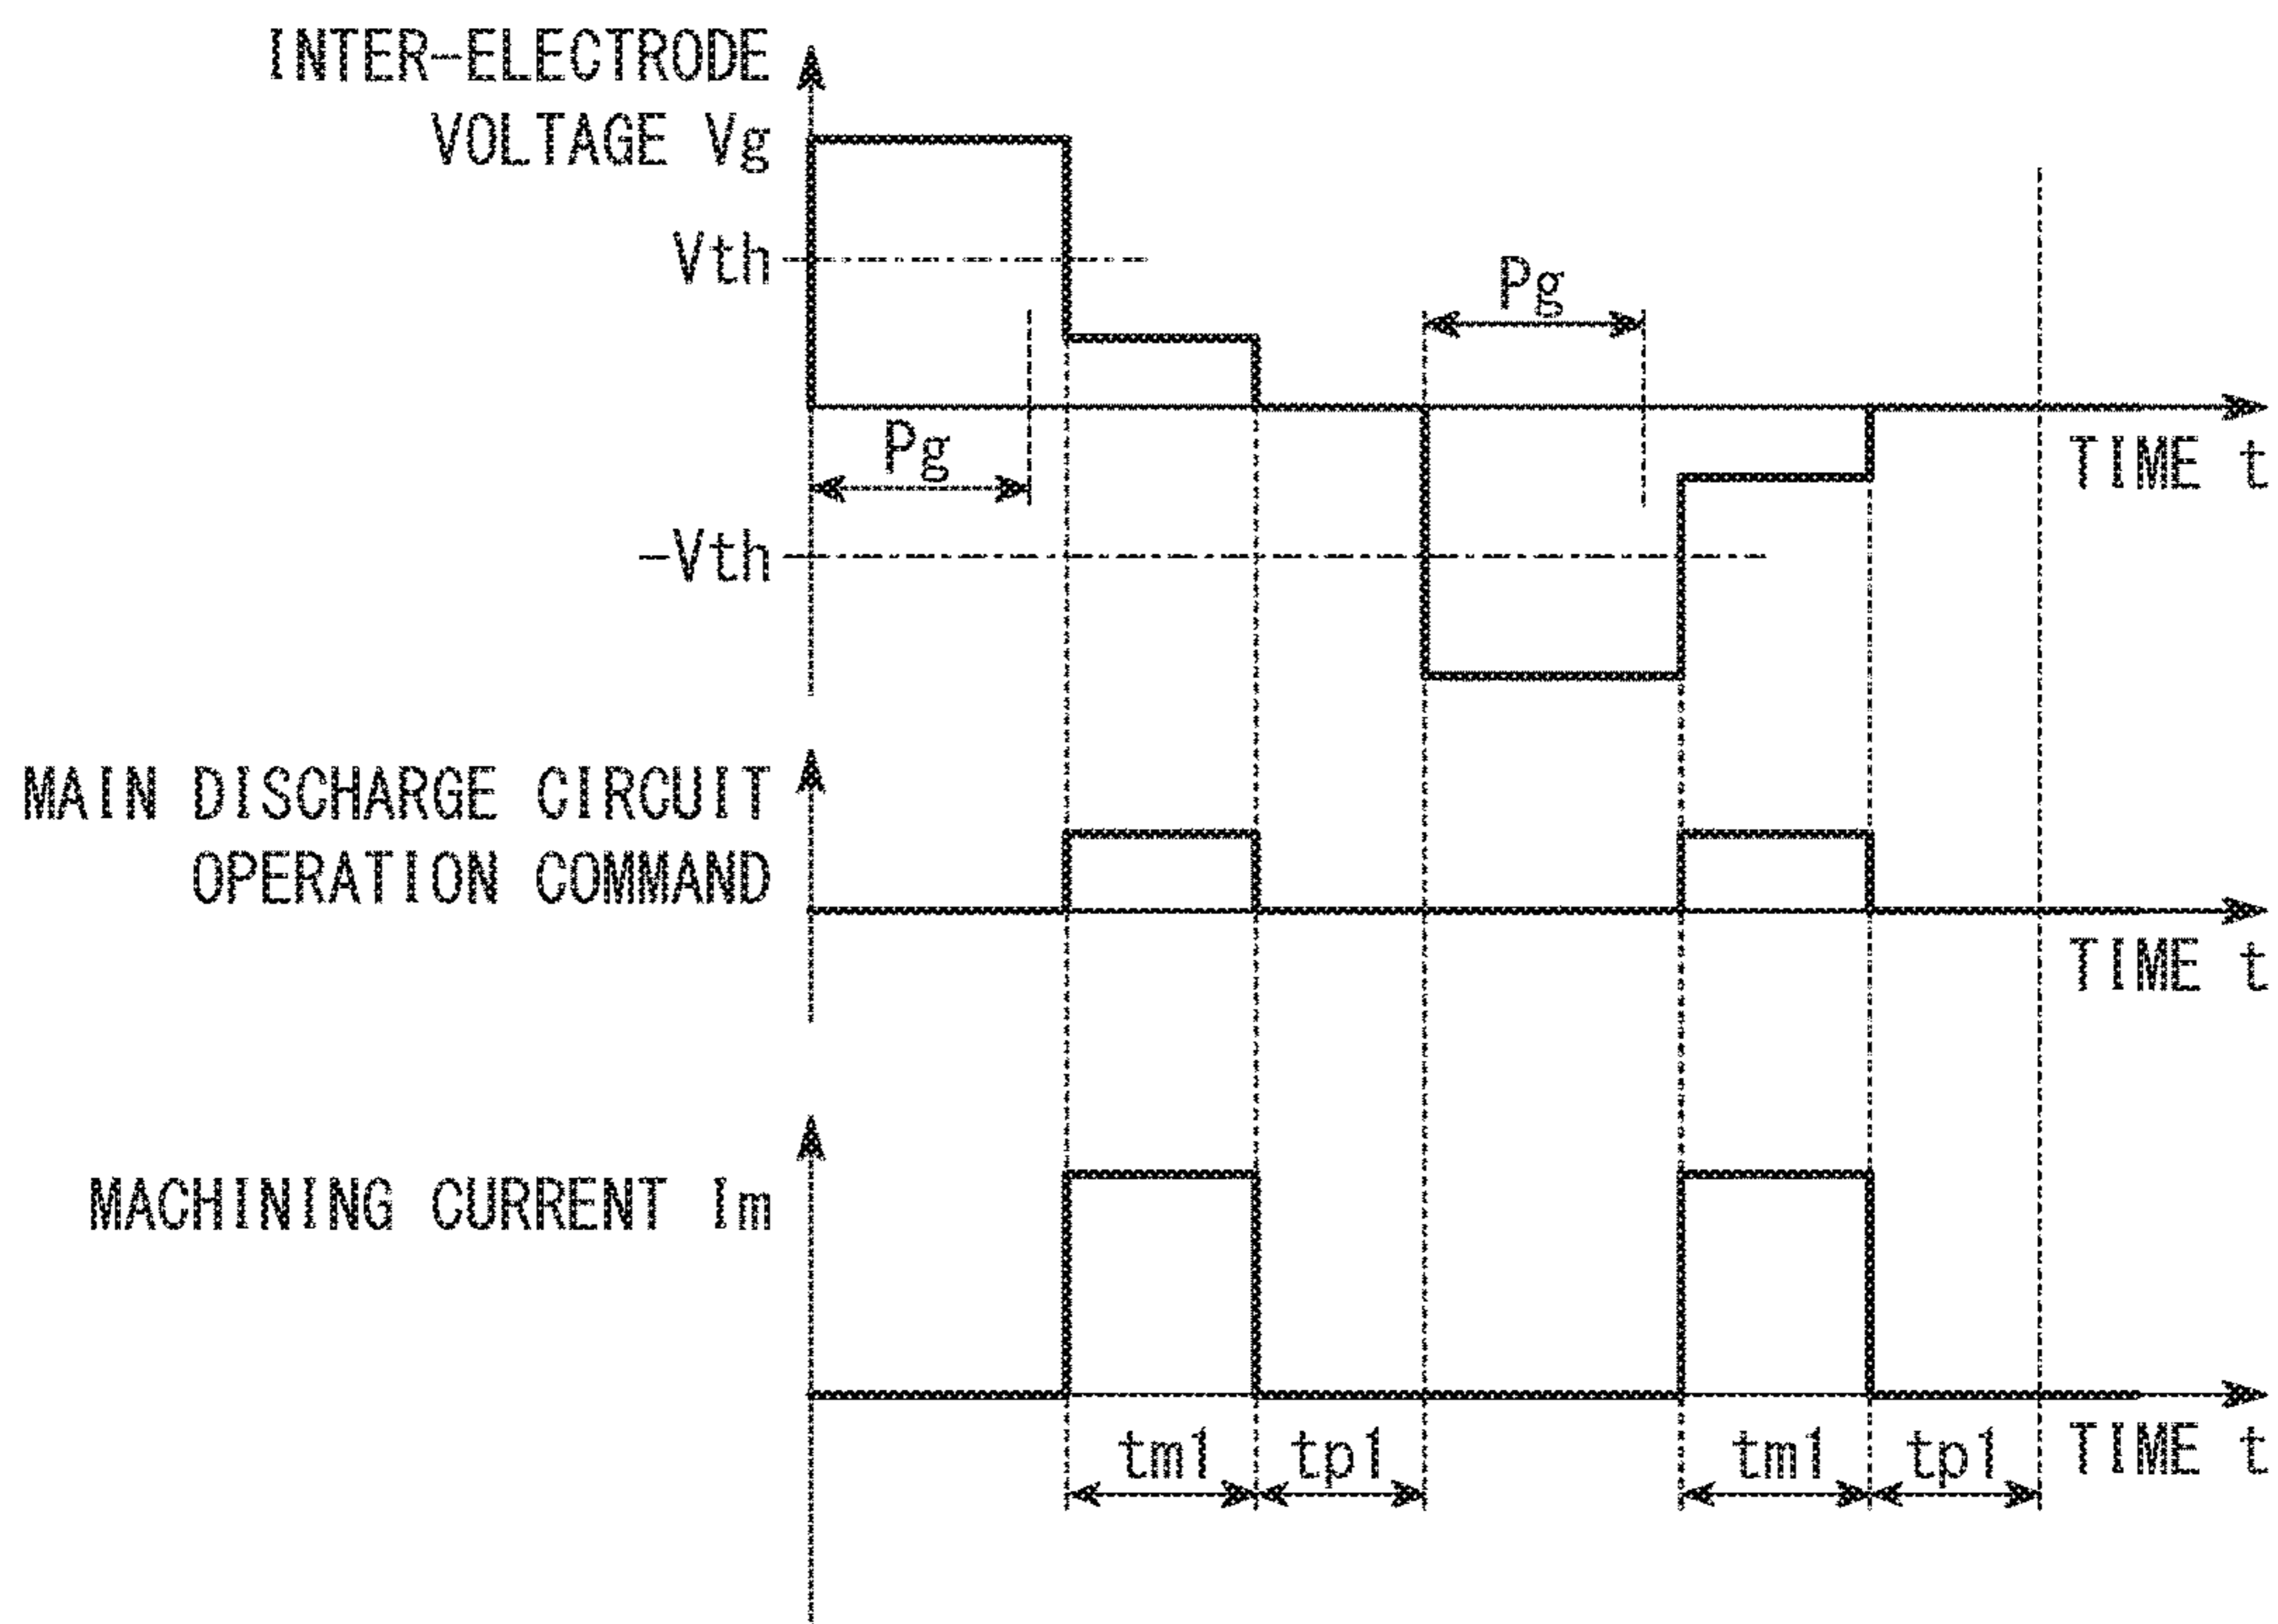 INTER-ELECTRODE
VOLTAGE Vg
Vth
Pg
Pg
TIME t
-Vth
MAIN DISCHARGE CIRCUIT
OPERATION COMMAND
TIME t
MACHINING CURRENT Im
tm1
tp1
tm1
tp1
TIME t